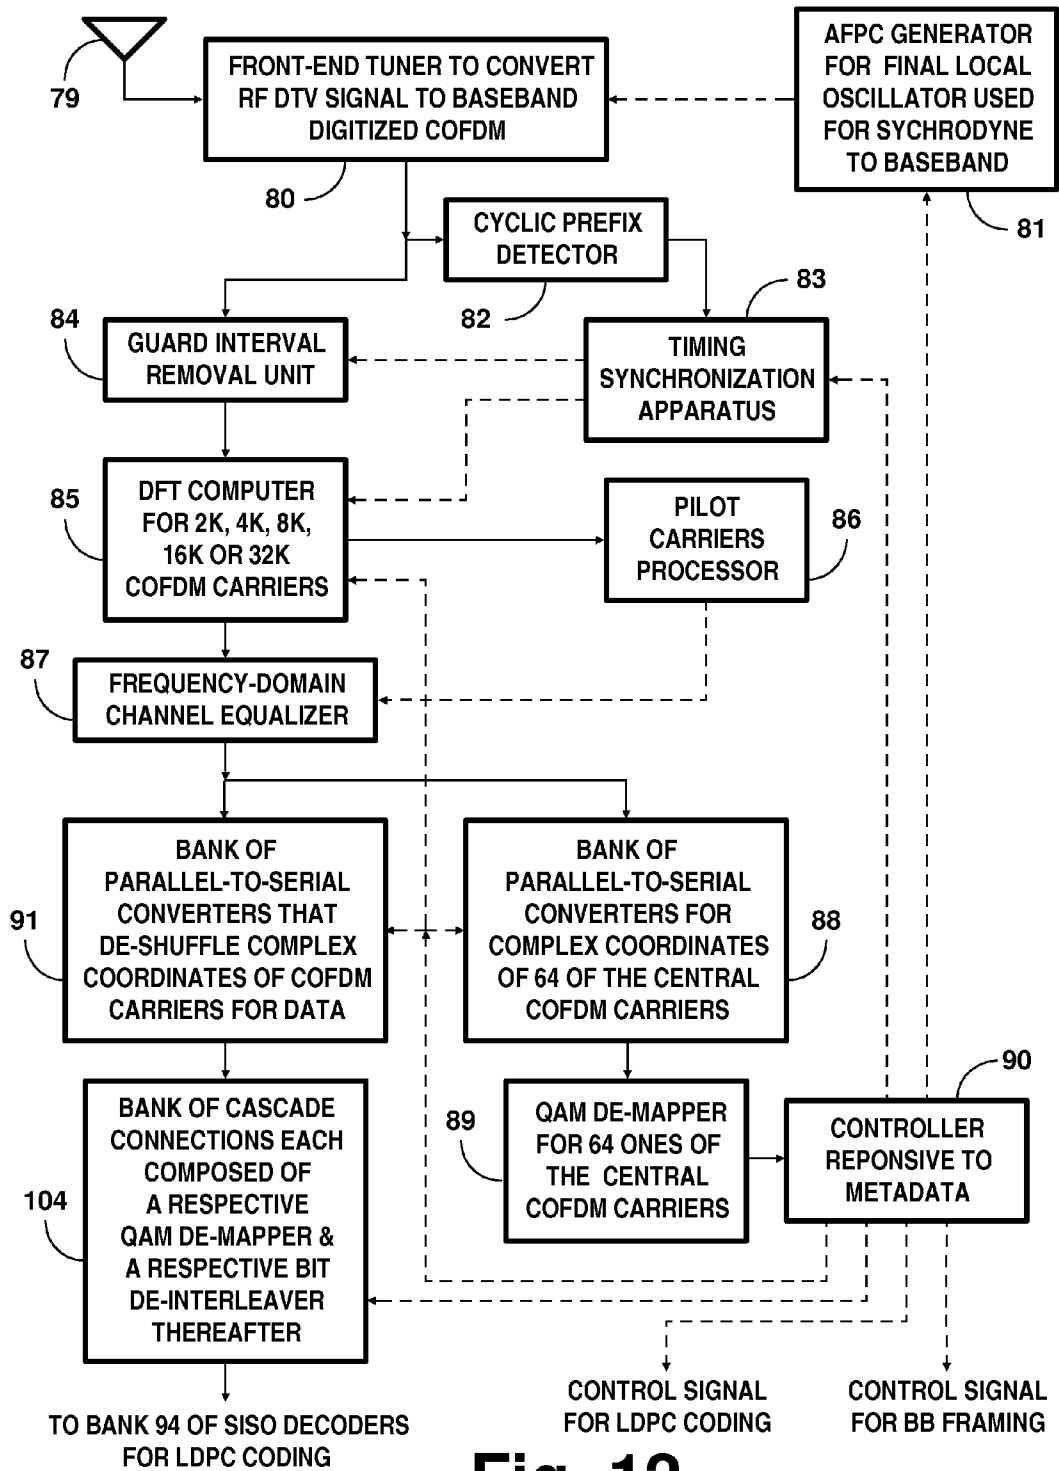 79
FRONT-END TUNER TO CONVERT
RF DTV SIGNAL TO BASEBAND
DIGITIZED COFDM
80
AFPC GENERATOR
FOR FINAL LOCAL
OSCILLATOR USED
FOR SYCHRODYNE
TO BASEBAND
81
CYCLIC PREFIX
DETECTOR
82
83
84
GUARD INTERVAL
REMOVAL UNIT
TIMING
SYNCHRONIZATION
APPARATUS
85
DFT COMPUTER
FOR 2K, 4K, 8K,
16K OR 32K
COFDM CARRIERS
PILOT
CARRIERS
PROCESSOR
86
87
FREQUENCY-DOMAIN
CHANNEL EQUALIZER
91
BANK OF
PARALLEL-TO-SERIAL
CONVERTERS THAT
DE-SHUFFLE COMPLEX
COORDINATES OF COFDM
CARRIERS FOR DATA
BANK OF
PARALLEL-TO-SERIAL
CONVERTERS FOR
COMPLEX COORDINATES
OF 64 OF THE CENTRAL
COFDM CARRIERS
88
104
BANK OF CASCADE
CONNECTIONS EACH
COMPOSED OF
A RESPECTIVE
QAM DE-MAPPER &
A RESPECTIVE BIT
DE-INTERLEAVER
THEREAFTER
89
QAM DE-MAPPER
FOR 64 ONES OF
THE CENTRAL
COFDM CARRIERS
90
CONTROLLER
REPONSIVE TO
METADATA
TO BANK 94 OF SISO DECODERS
FOR LDPC CODING
CONTROL SIGNAL
FOR LDPC CODING
CONTROL SIGNAL
FOR BB FRAMING